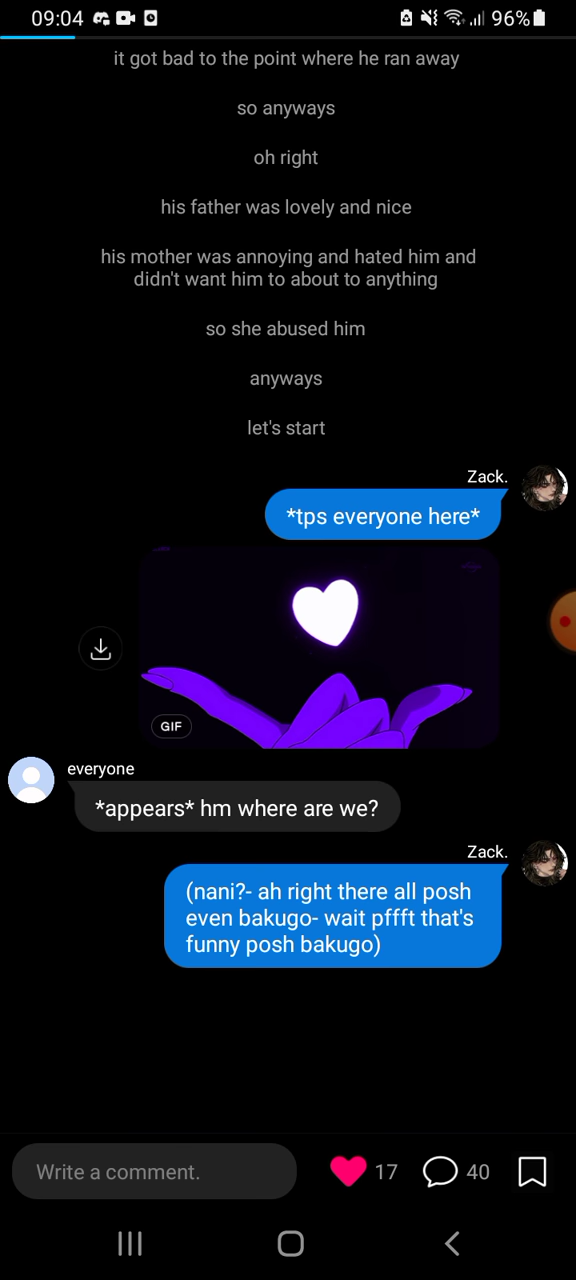 09:04
96%
it got bad to the point where he ran away
so anyways
oh right
his father was lovely and nice
his mother was annoying and hated him and
didn't want him to about to anything
so she abused him
anyways
let's start
Zack.
*tps everyone here*
GIF
everyone
*appears* hm where are we?
Zack.
(nani?- ah right there all posh
even bakugo- wait pffft that's
funny posh bakugo)
Write a comment.
17
40